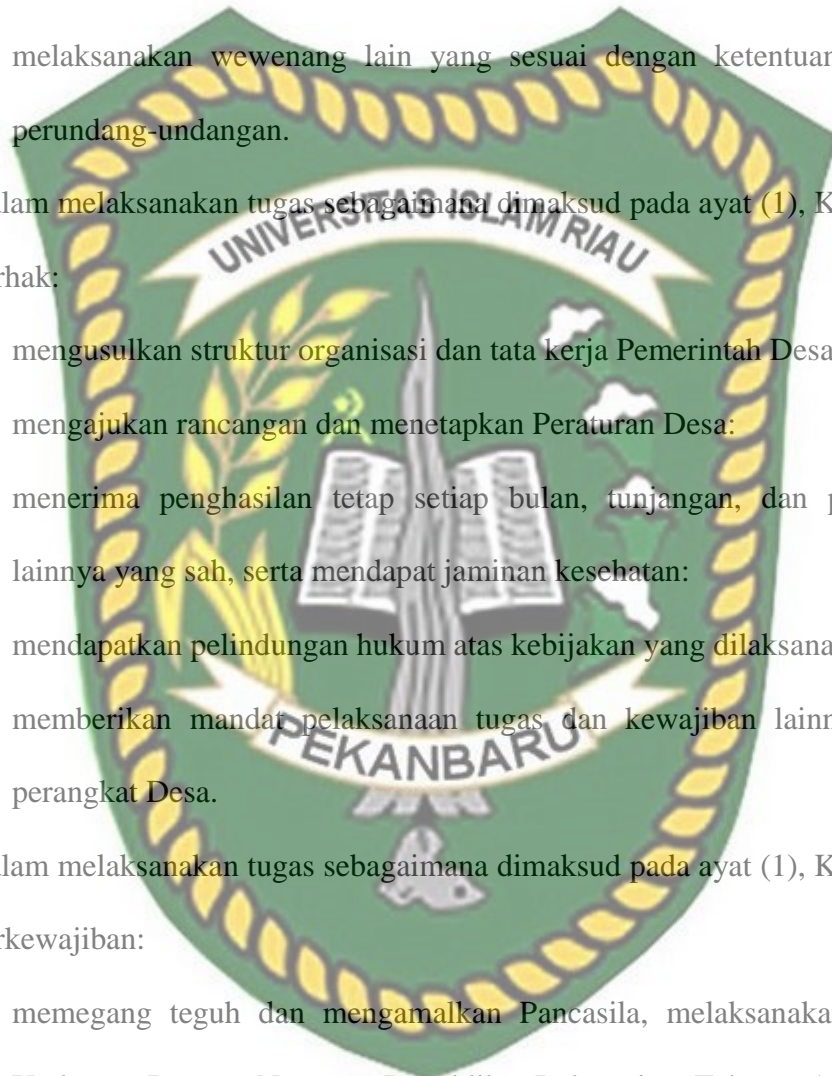 melaksanakan wewenang lain yang sesuai dengan ketentuan
perundang-undangan.
lam melaksanakan tugas sebagaimana dimaksud pada ayat (1), K
UNIVERSITAS ISLAM RIAU
rhak:
mengusulkan struktur organisasi dan tata kerja Pemerintah Desa
mengajukan rancangan dan menetapkan Peraturan Desa:
menerima penghasilan tetap setiap bulan, tunjangan, dan p
lainnya yang sah, serta mendapat jaminan kesehatan:
mendapatkan pelindungan hukum atas kebijakan yang dilaksana
memberikan mandat pelaksanaan tugas dan kewajiban lainn
PEKANBARU
perangkat Desa.
lam melaksanakan tugas sebagaimana dimaksud pada ayat (1), K
rkewajiban:
memegang teguh dan mengamalkan Pancasila, melaksanaka